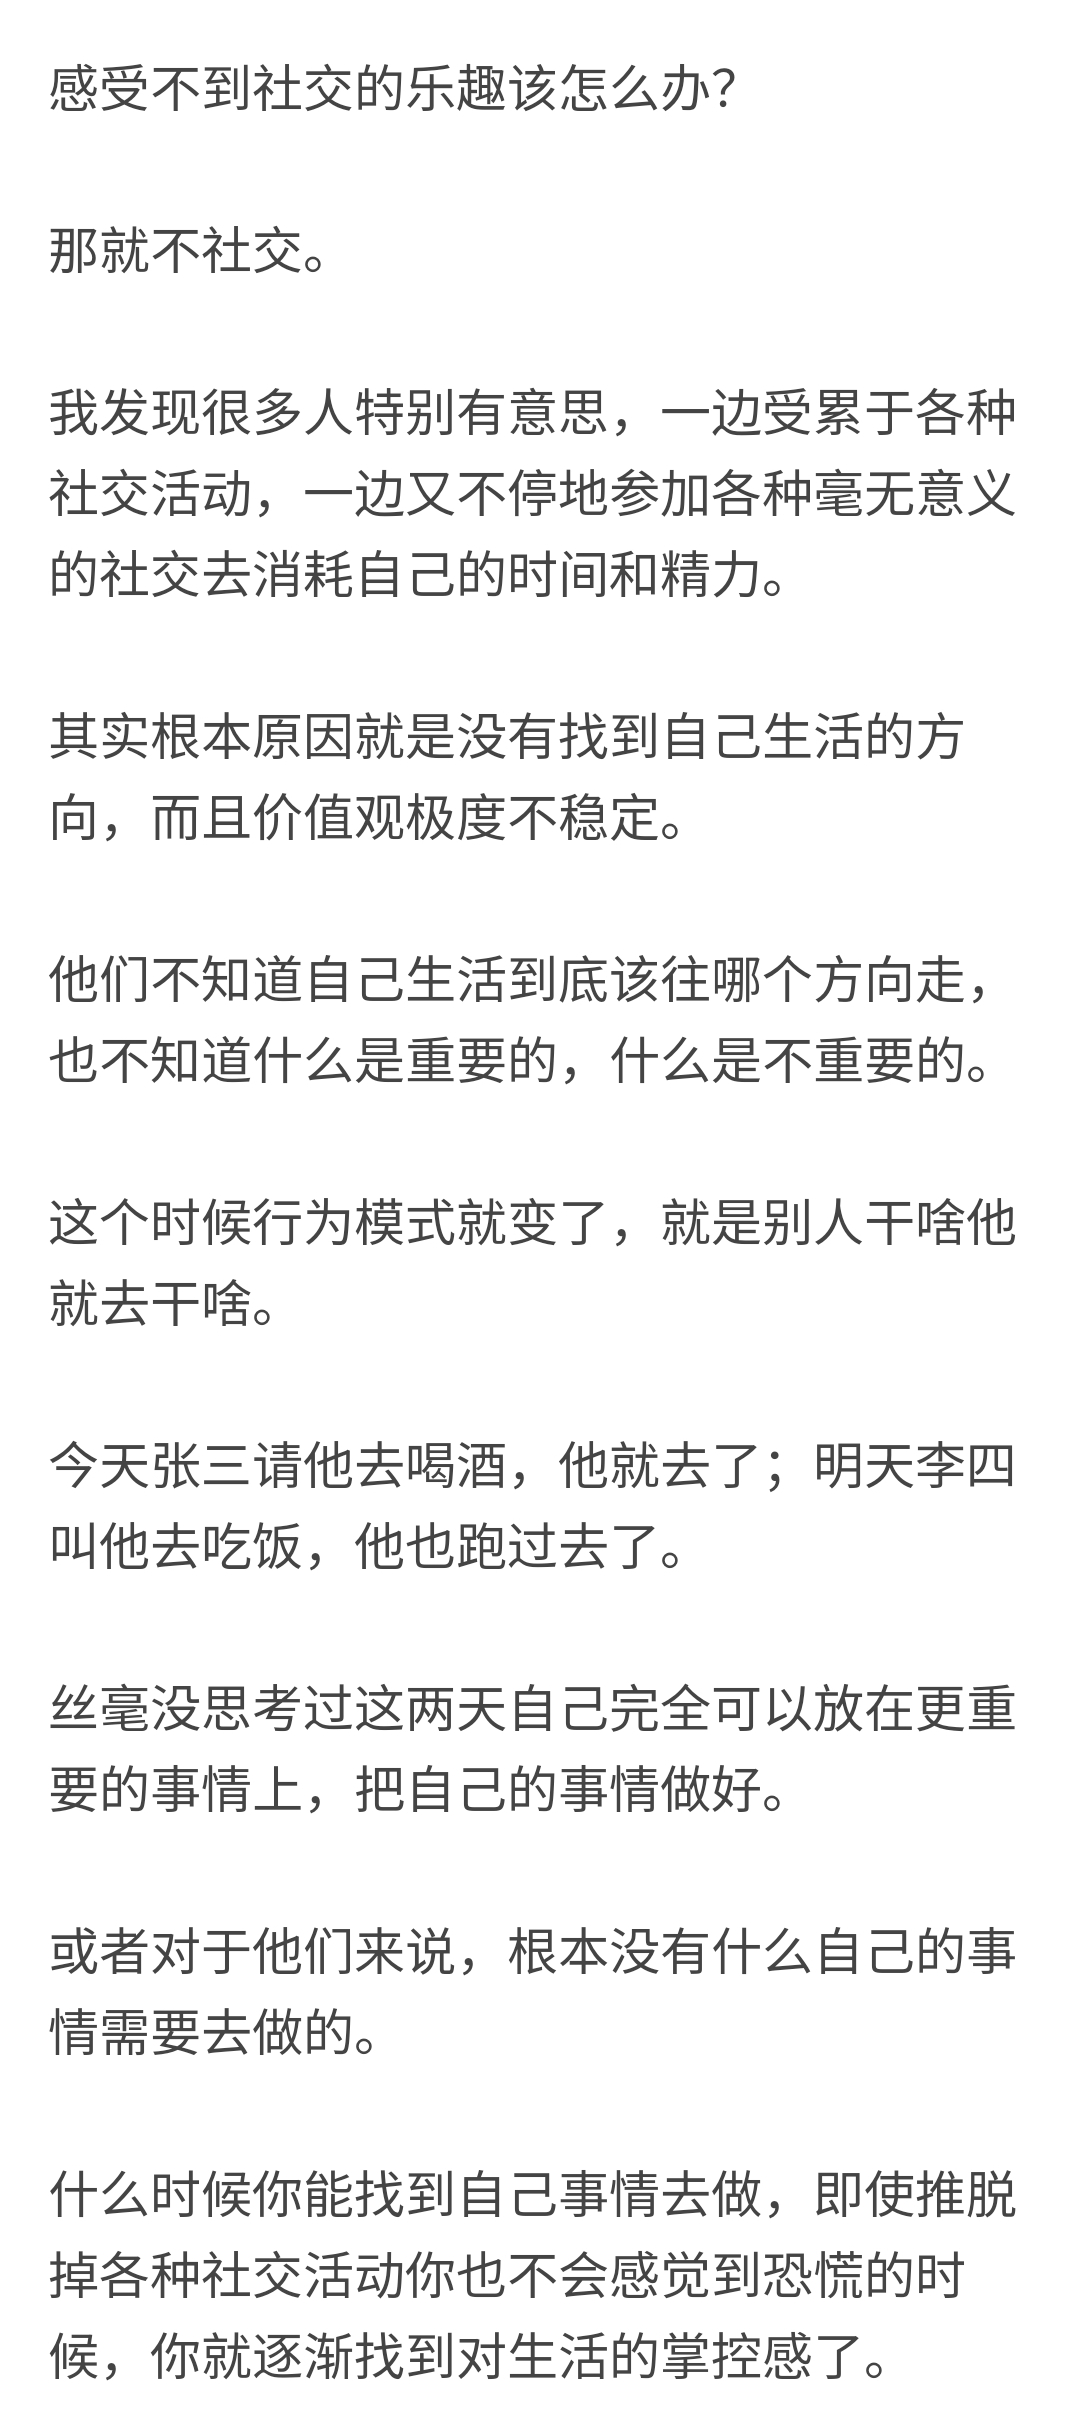 感受不到社交的乐趣该怎么办？
那就不社交。
我发现很多人特别有意思，一边受累于各种
社交活动，一边又不停地参加各种毫无意义
的社交去消耗自己的时间和精力。
其实根本原因就是没有找到自己生活的方
向，而且价值观极度不稳定。
他们不知道自己生活到底该往哪个方向走，
也不知道什么是重要的，什么是不重要的。
这个时候行为模式就变了，就是别人干啥他
就去干啥。
今天张三请他去喝酒，他就去了；明天李四
叫他去吃饭，他也跑过去了。
丝毫没思考过这两天自己完全可以放在更重
要的事情上，把自己的事情做好。
或者对于他们来说，根本没有什么自己的事
情需要去做的。
什么时候你能找到自己事情去做，即使推脱
掉各种社交活动你也不会感觉到恐慌的时
候，你就逐渐找到对生活的掌控感了。